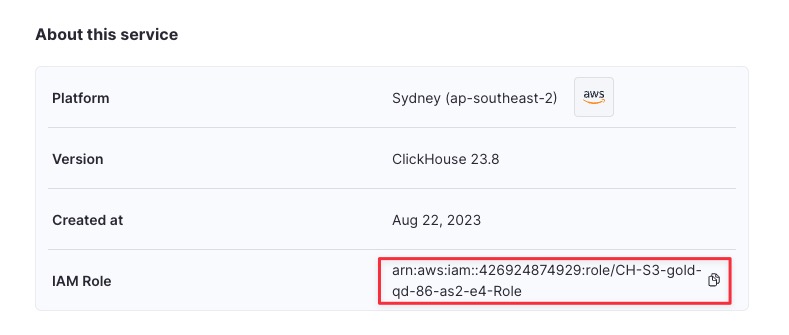 About this service
Platform
Sydney (ap-southeast-2)
aws
Version
ClickHouse 23.8
Created at
Aug 22, 2023
IAM Role
arn:aws:iam::426924874929:role/CH-S3-gold-
qd-86-as2-e4-Role